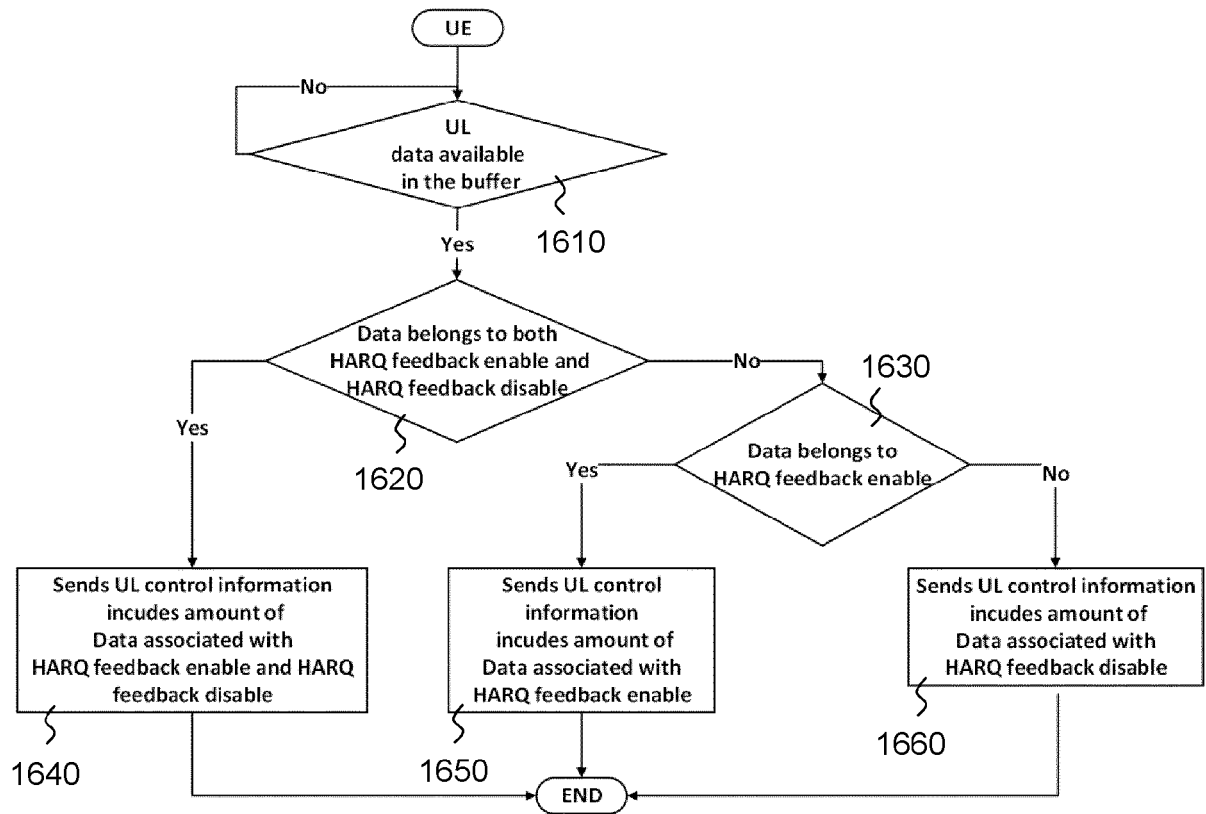 UE
No
UL
data available
in the buffer
1610
Yes
Data belongs to both
HARQ feedback enable and
HARQ feedback disable
1620
No
1630
Yes
Data belongs to
HARQ feedback enable
Yes
No
Sends UL control information
incudes amount of
Data associated with
HARQ feedback enable and HARQ
feedback disable
1640
Sends UL control
information
incudes amount of
Data associated with
HARQ feedback enable
1650
Sends UL control information
incudes amount of
Data associated with
HARQ feedback disable
1660
END